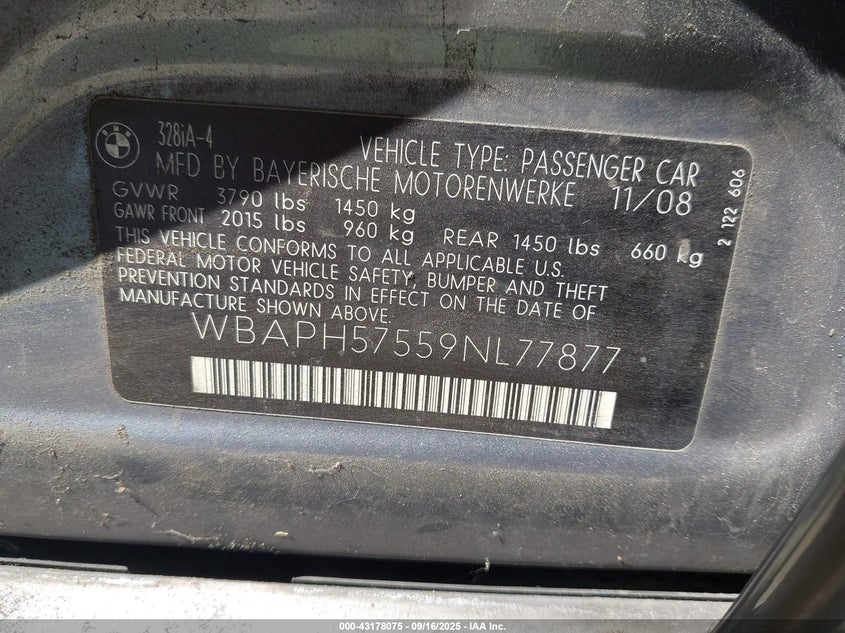 BMW
328iA-4
VEHICLE TYPE: PASSENGER CAR
MFD BY BAYERISCHE MOTORENWERKE 11/08
GVWR 3790 lbs 1450 kg
GAWR FRONT 2015 lbs 960 kg REAR 1450 lbs 660 kg
THIS VEHICLE CONFORMS TO ALL APPLICABLE U.S.
FEDERAL MOTOR VEHICLE SAFETY, BUMPER AND THEFT
PREVENTION STANDARDS IN EFFECT ON THE DATE OF
MANUFACTURE SHOWN ABOVE.
WBAPH57559NL77877
2 122 606
000-43178075 - 09/16/2025 - IAA Inc.